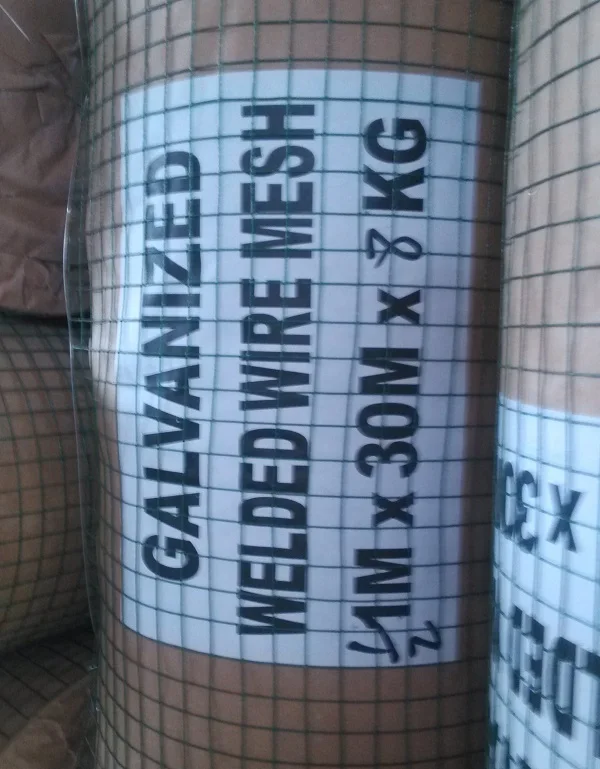 GALVANIZED
WELDED WIRE MESH
½ 1M x 30M x 8 KG